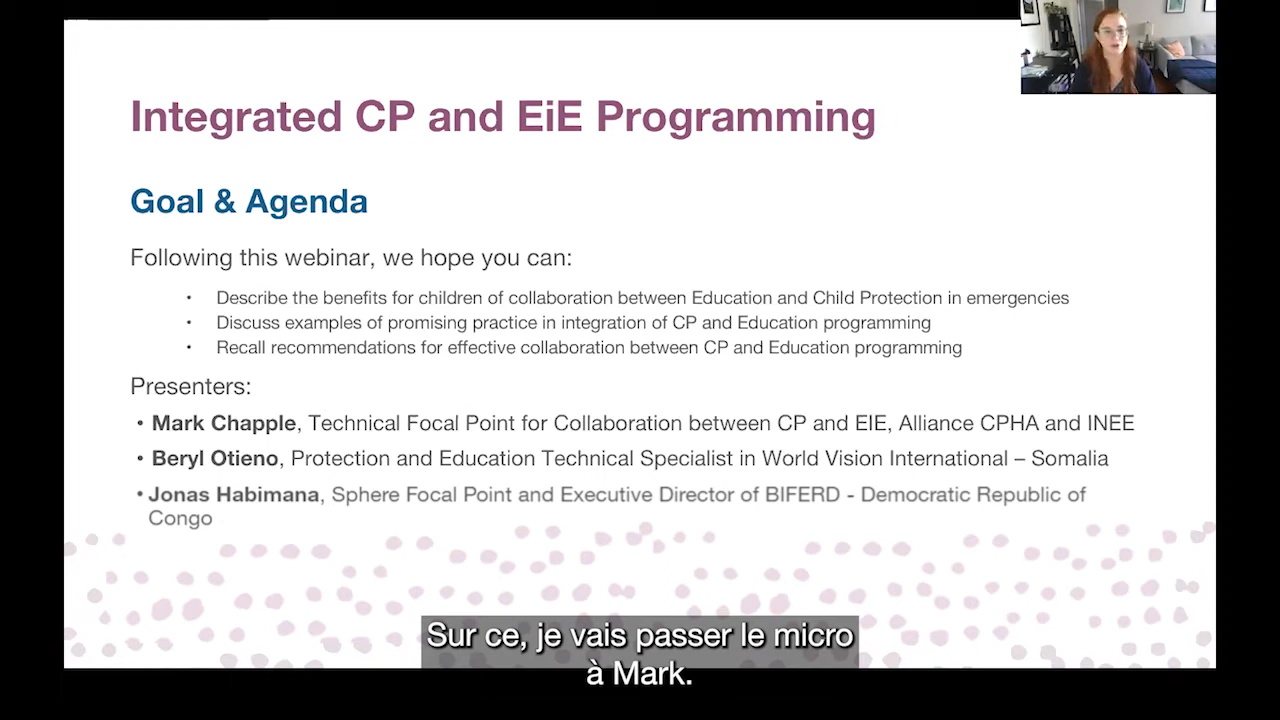 Integrated CP and EiE Programming
Goal & Agenda
Following this webinar, we hope you can:
• Describe the benefits for children of collaboration between Education and Child Protection in emergencies
• Discuss examples of promising practice in integration of CP and Education programming
• Recall recommendations for effective collaboration between CP and Education programming
Presenters:
• Mark Chapple, Technical Focal Point for Collaboration between CP and EIE, Alliance CPHA and INEE
• Beryl Otieno, Protection and Education Technical Specialist in World Vision International – Somalia
• Jonas Habimana, Sphere Focal Point and Executive Director of BIFERD - Democratic Republic of
Congo
Sur ce, je vais passer le micro
à Mark.